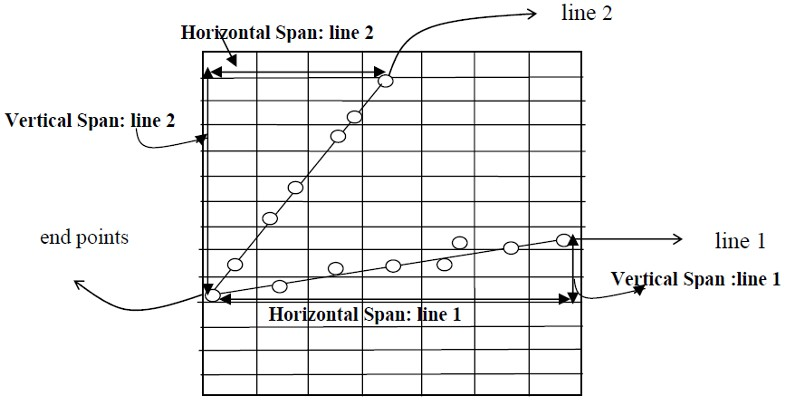 line 2
Horizontal Span: line 2
Vertical Span: line 2
end points
line 1
Vertical Span :line 1
Horizontal Span: line 1